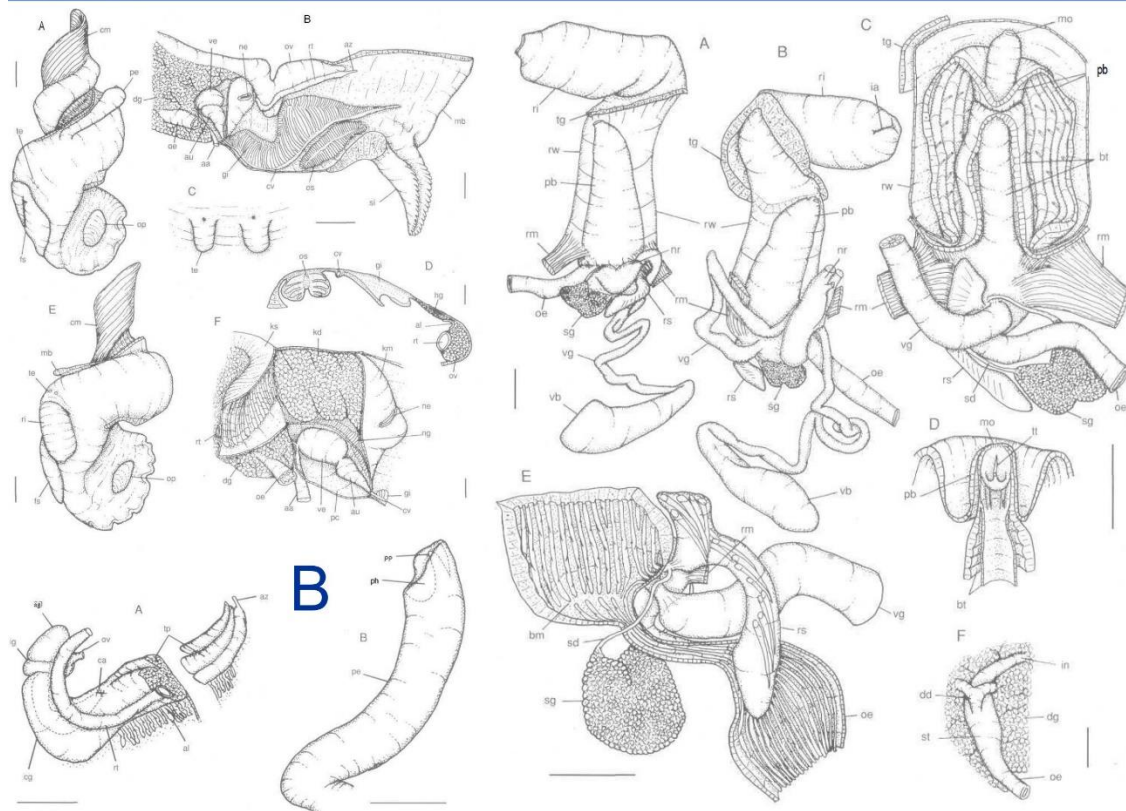 A
cm
pe
te
fs
op
B
ve
ne
ov
rt
az
dg
oe
au
aa
gi
cv
os
si
mb
C
te
D
os
cv
gi
hg
al
rt
ov
E
cm
mb
te
ri
fs
op
F
ks
kd
km
ne
ng
rt
dg
oe
aa
ve
pc
au
gi
cv
A
ig
ov
ca
tp
az
cg
rt
al
B
B
pp
ph
pe
A
ri
tg
rw
pb
rw
rm
nr
oe
sg
rm
rs
vg
vb
B
ri
ia
tg
rw
pb
nr
rm
vg
rs
sg
oe
vb
C
mo
tg
pb
bt
rw
rm
vg
rs
sd
sg
oe
D
mo
tt
pb
bt
E
rm
bm
sd
rs
vg
sg
oe
F
in
dd
dg
st
oe